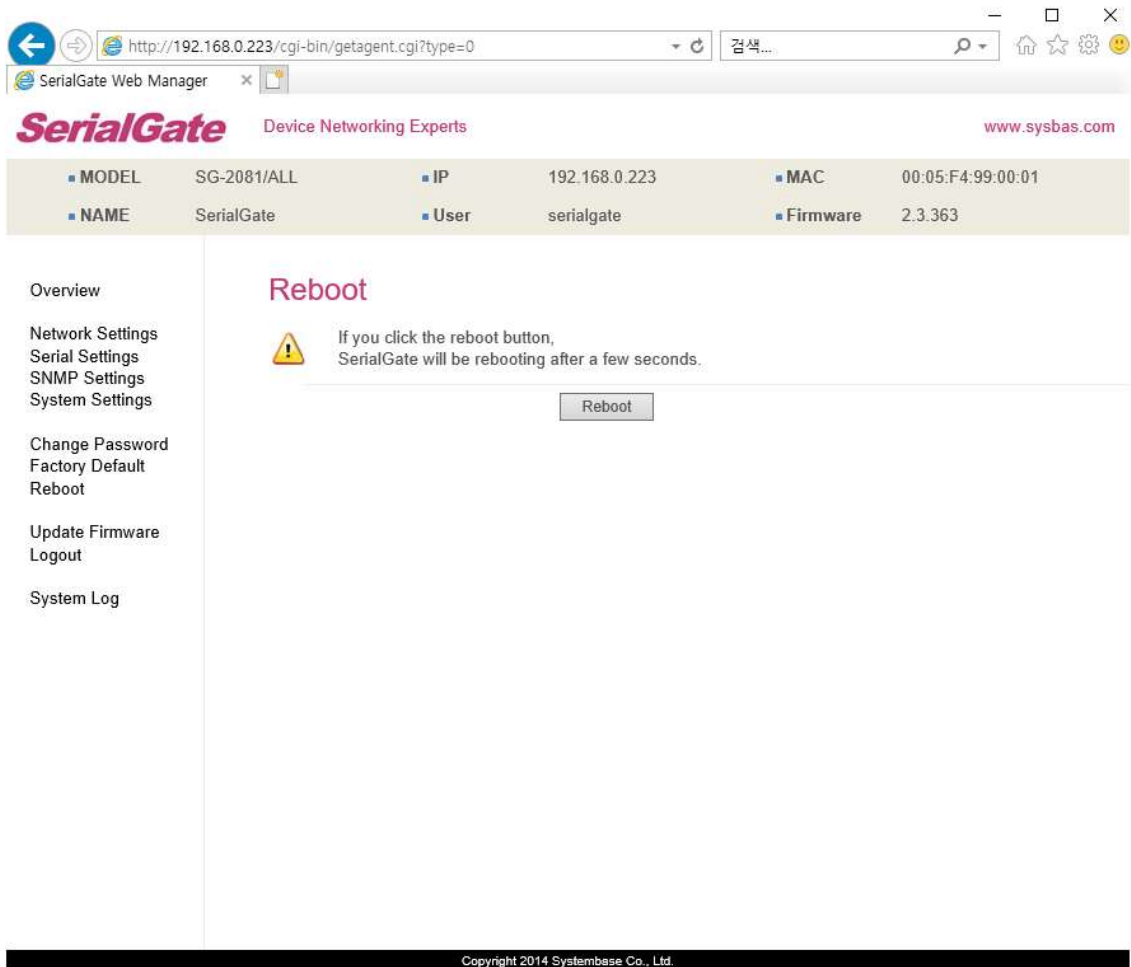 http://192.168.0.223/cgi-bin/getagent.cgi?type=0
검색...
SerialGate Web Manager
SerialGate Device Networking Experts www.sysbas.com
MODEL SG-2081/ALL IP 192.168.0.223 MAC 00:05:F4:99:00:01
NAME SerialGate User serialgate Firmware 2.3.363
Overview
Network Settings
Serial Settings
SNMP Settings
System Settings
Change Password
Factory Default
Reboot
Update Firmware
Logout
System Log
Reboot
If you click the reboot button,
SerialGate will be rebooting after a few seconds.
Reboot
Copyright 2014 Systembase Co., Ltd.